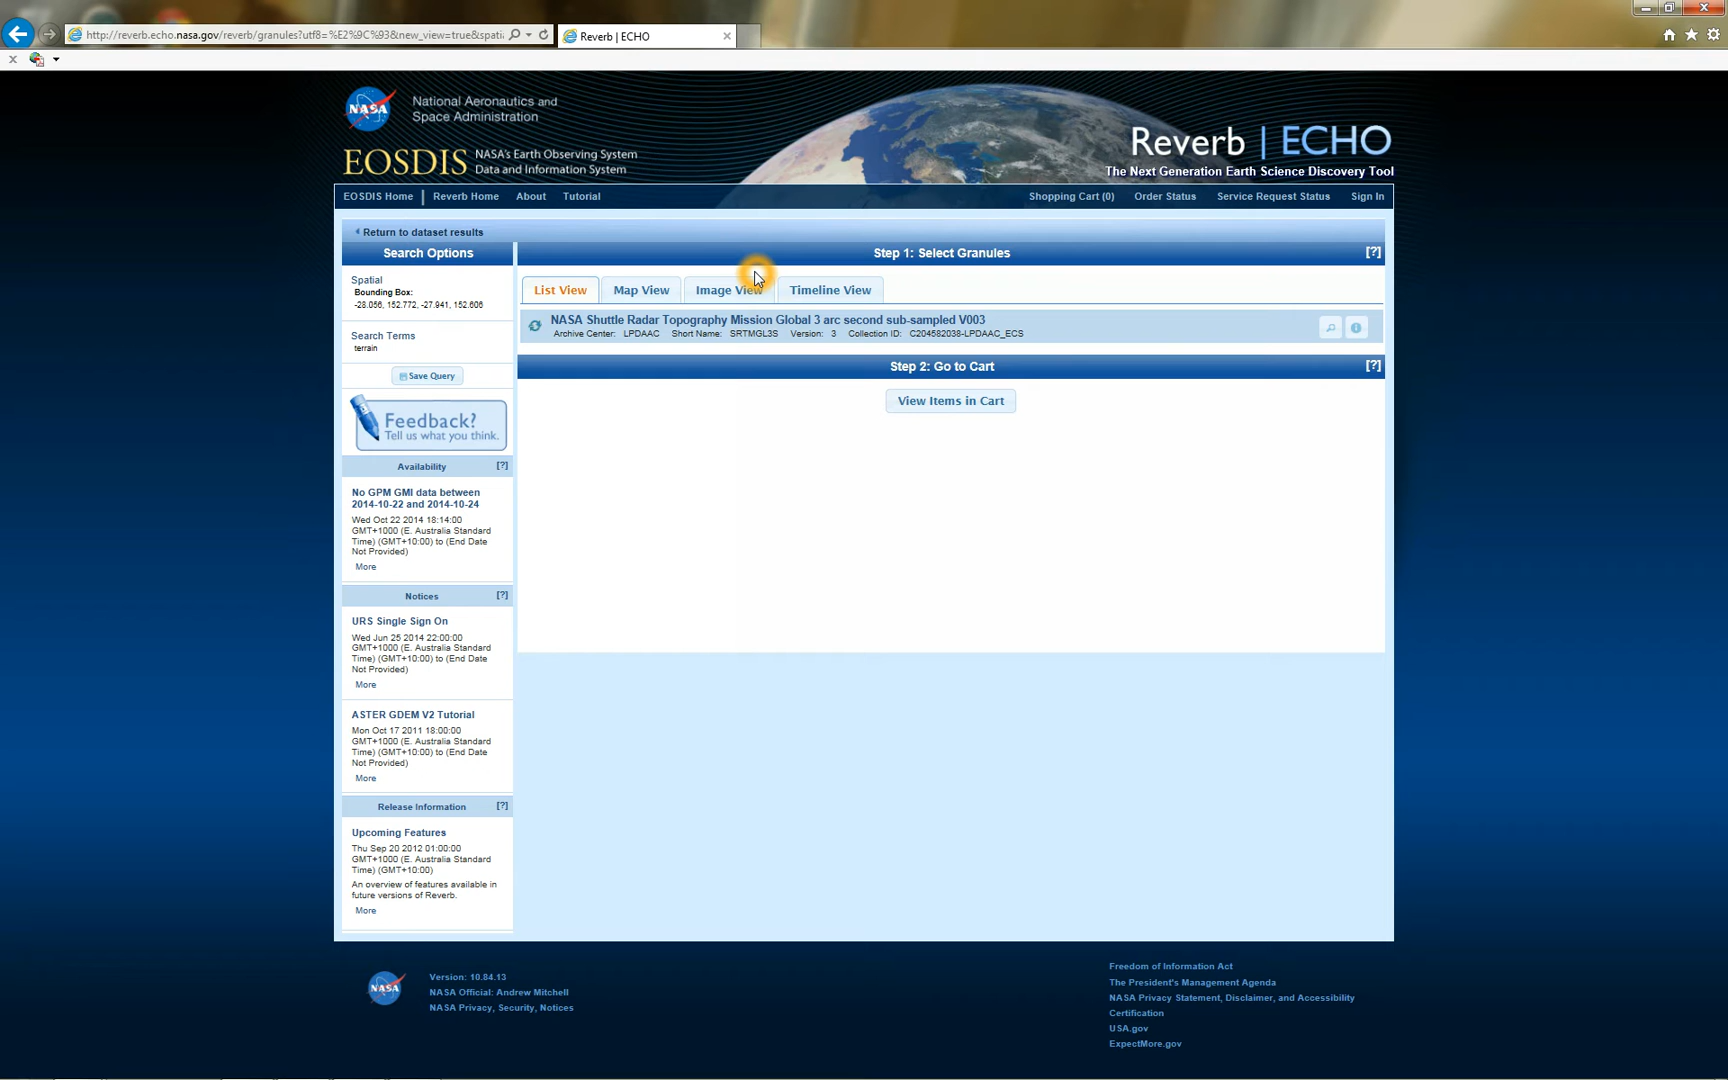 http://reverb.echo.nasa.gov/reverb/granules?utf8=%E2%9C%93&new_view=true&spati
Reverb | ECHO
NASA
National Aeronautics and
Space Administration
EOSDIS
NASA's Earth Observing System
Data and Information System
Reverb | ECHO
The Next Generation Earth Science Discovery Tool
EOSDIS Home
Reverb Home
About
Tutorial
Shopping Cart (0)
Order Status
Service Request Status
Sign In
Return to dataset results
Search Options
Spatial
Bounding Box:
-28.056, 152.772, -27.941, 152.606
Search Terms
terrain
Save Query
Feedback?
Tell us what you think.
Availability [?]
No GPM GMI data between
2014-10-22 and 2014-10-24
Wed Oct 22 2014 18:14:00
GMT+1000 (E. Australia Standard
Time) (GMT+10:00) to (End Date
Not Provided)
More
Notices [?]
URS Single Sign On
Wed Jun 25 2014 22:00:00
GMT+1000 (E. Australia Standard
Time) (GMT+10:00) to (End Date
Not Provided)
More
ASTER GDEM V2 Tutorial
Mon Oct 17 2011 18:00:00
GMT+1000 (E. Australia Standard
Time) (GMT+10:00) to (End Date
Not Provided)
More
Release Information [?]
Upcoming Features
Thu Sep 20 2012 01:00:00
GMT+1000 (E. Australia Standard
Time) (GMT+10:00)
An overview of features available in
future versions of Reverb.
More
Step 1: Select Granules [?]
List View
Map View
Image View
Timeline View
NASA Shuttle Radar Topography Mission Global 3 arc second sub-sampled V003
Archive Center: LPDAAC Short Name: SRTMGL3S Version: 3 Collection ID: C204582038-LPDAAC_ECS
Step 2: Go to Cart [?]
View Items in Cart
NASA
Version: 10.84.13
NASA Official: Andrew Mitchell
NASA Privacy, Security, Notices
Freedom of Information Act
The President's Management Agenda
NASA Privacy Statement, Disclaimer, and Accessibility
Certification
USA.gov
ExpectMore.gov